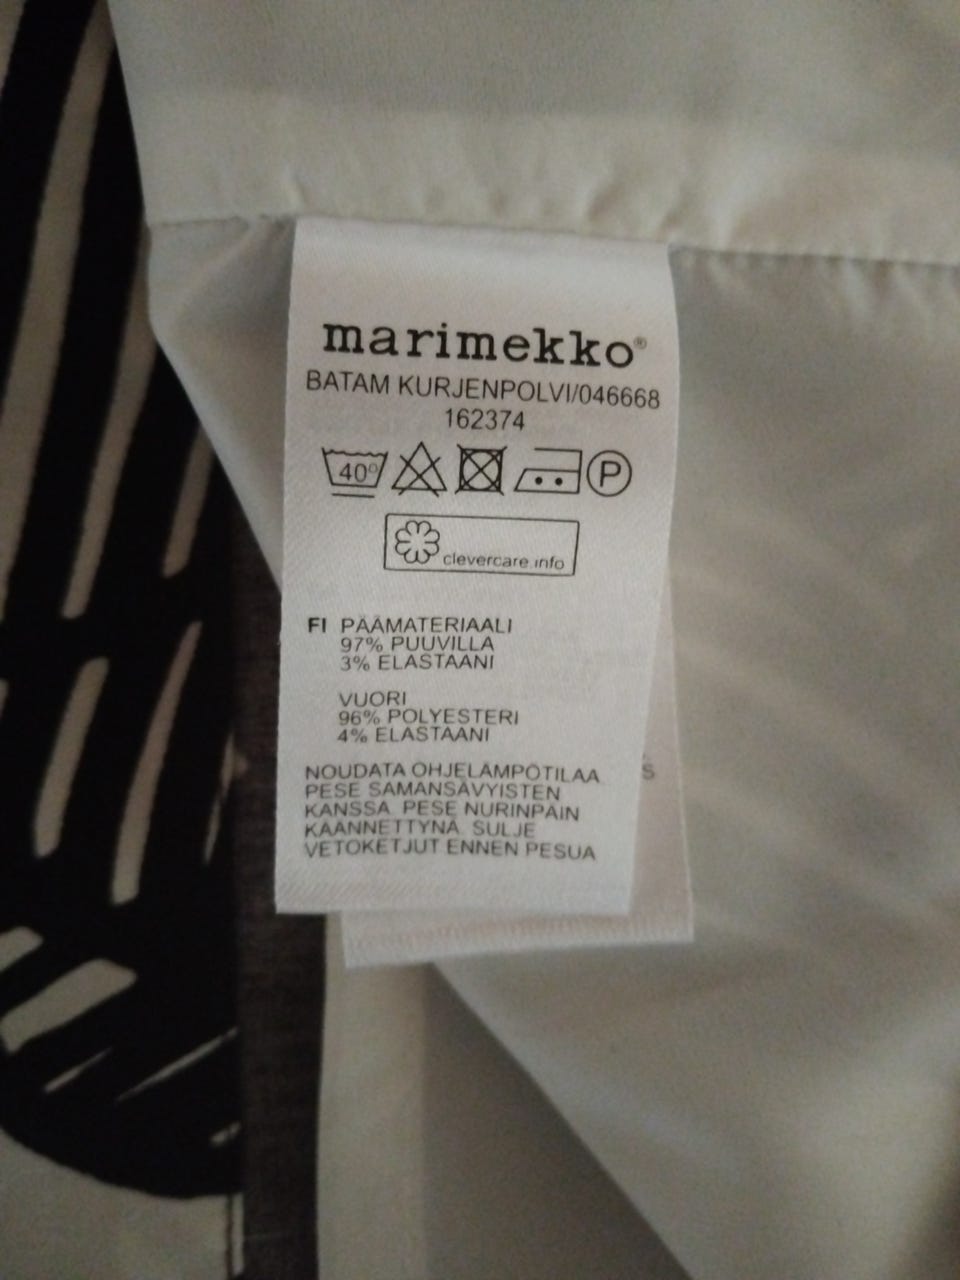 marimekko®
BATAM KURJENPOLVI/046668
162374
40°
P
clevercare.info
FI PÄÄMATERIAALI
97% PUUVILLA
3% ELASTAANI
VUORI
96% POLYESTERI
4% ELASTAANI
NOUDATA OHJELÄMPÖTILAA
PESE SAMANSÄVYISTEN
KANSSA. PESE NURINPÄIN
KÄÄNNETTYNÄ. SULJE
VETOKETJUT ENNEN PESUA